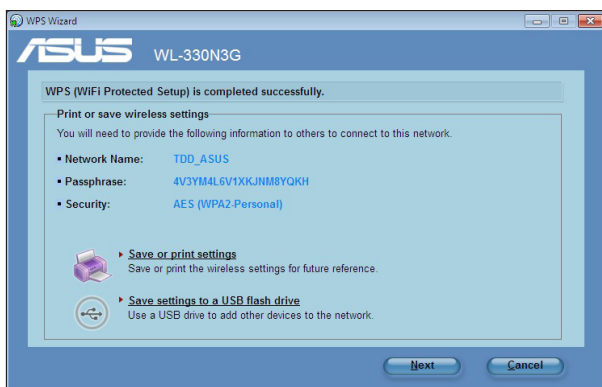 WPS Wizard
ASUS WL-330N3G
WPS (WiFi Protected Setup) is completed successfully.
Print or save wireless settings
You will need to provide the following information to others to connect to this network.
▪ Network Name: TDD_ASUS
▪ Passphrase: 4V3YM4L6V1XKJNM8YQKH
▪ Security: AES (WPA2-Personal)
Save or print settings
Save or print the wireless settings for future reference.
Save settings to a USB flash drive
Use a USB drive to add other devices to the network.
Next Cancel